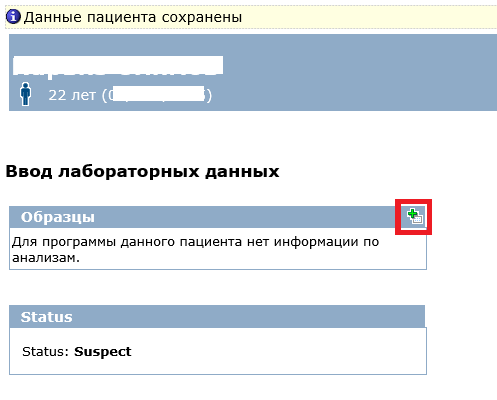 Данные пациента сохранены
22 лет (
)
Ввод лабораторных данных
Образцы
Для программы данного пациента нет информации по
анализам.
Status
Status: Suspect